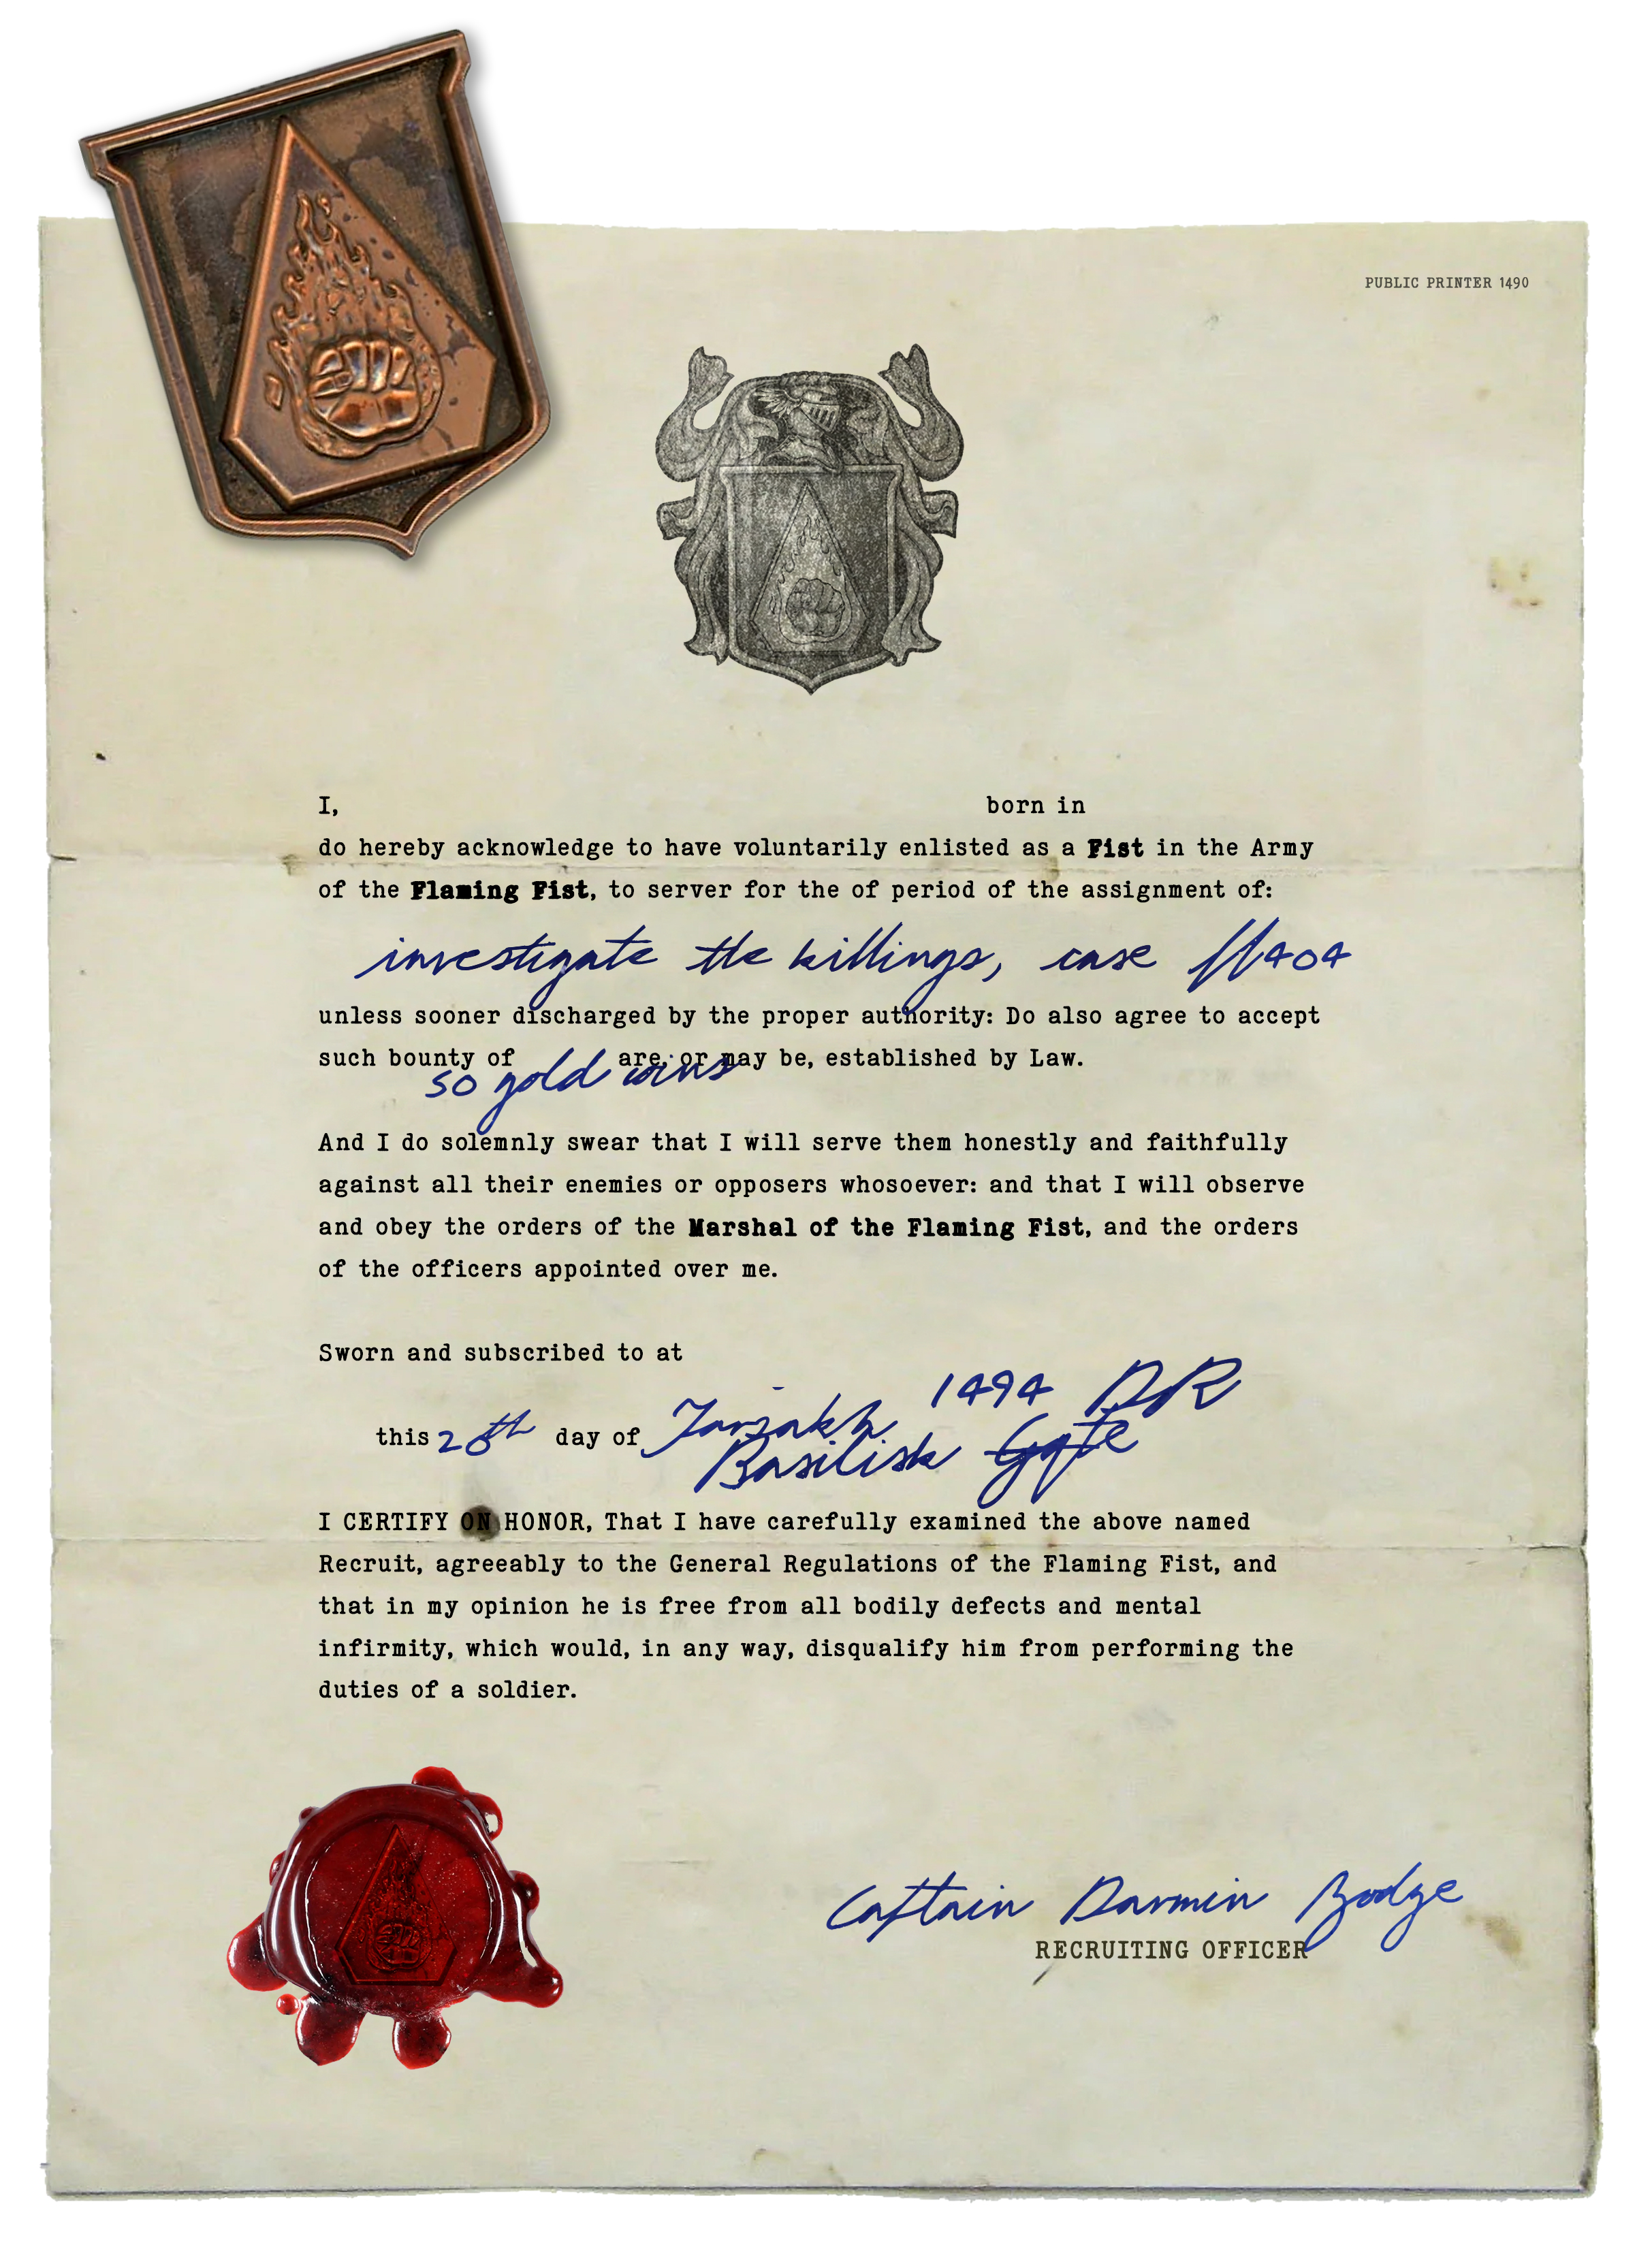 PUBLIC PRINTER 1490
I, born in
do hereby acknowledge to have voluntarily enlisted as a Fist in the Army
of the Flaming Fist, to server for the of period of the assignment of:
investigate the killings, case 11404
unless sooner discharged by the proper authority: Do also agree to accept
such bounty of are, or may be, established by Law.
50 gold coins
And I do solemnly swear that I will serve them honestly and faithfully
against all their enemies or opposers whosoever: and that I will observe
and obey the orders of the Marshal of the Flaming Fist, and the orders
of the officers appointed over me.
Sworn and subscribed to at
1494 DR
this 20th day of Tarsakh
Basilisk Gate
I CERTIFY ON HONOR, That I have carefully examined the above named
Recruit, agreeably to the General Regulations of the Flaming Fist, and
that in my opinion he is free from all bodily defects and mental
infirmity, which would, in any way, disqualify him from performing the
duties of a soldier.
Captain Darmin Zodge
RECRUITING OFFICER